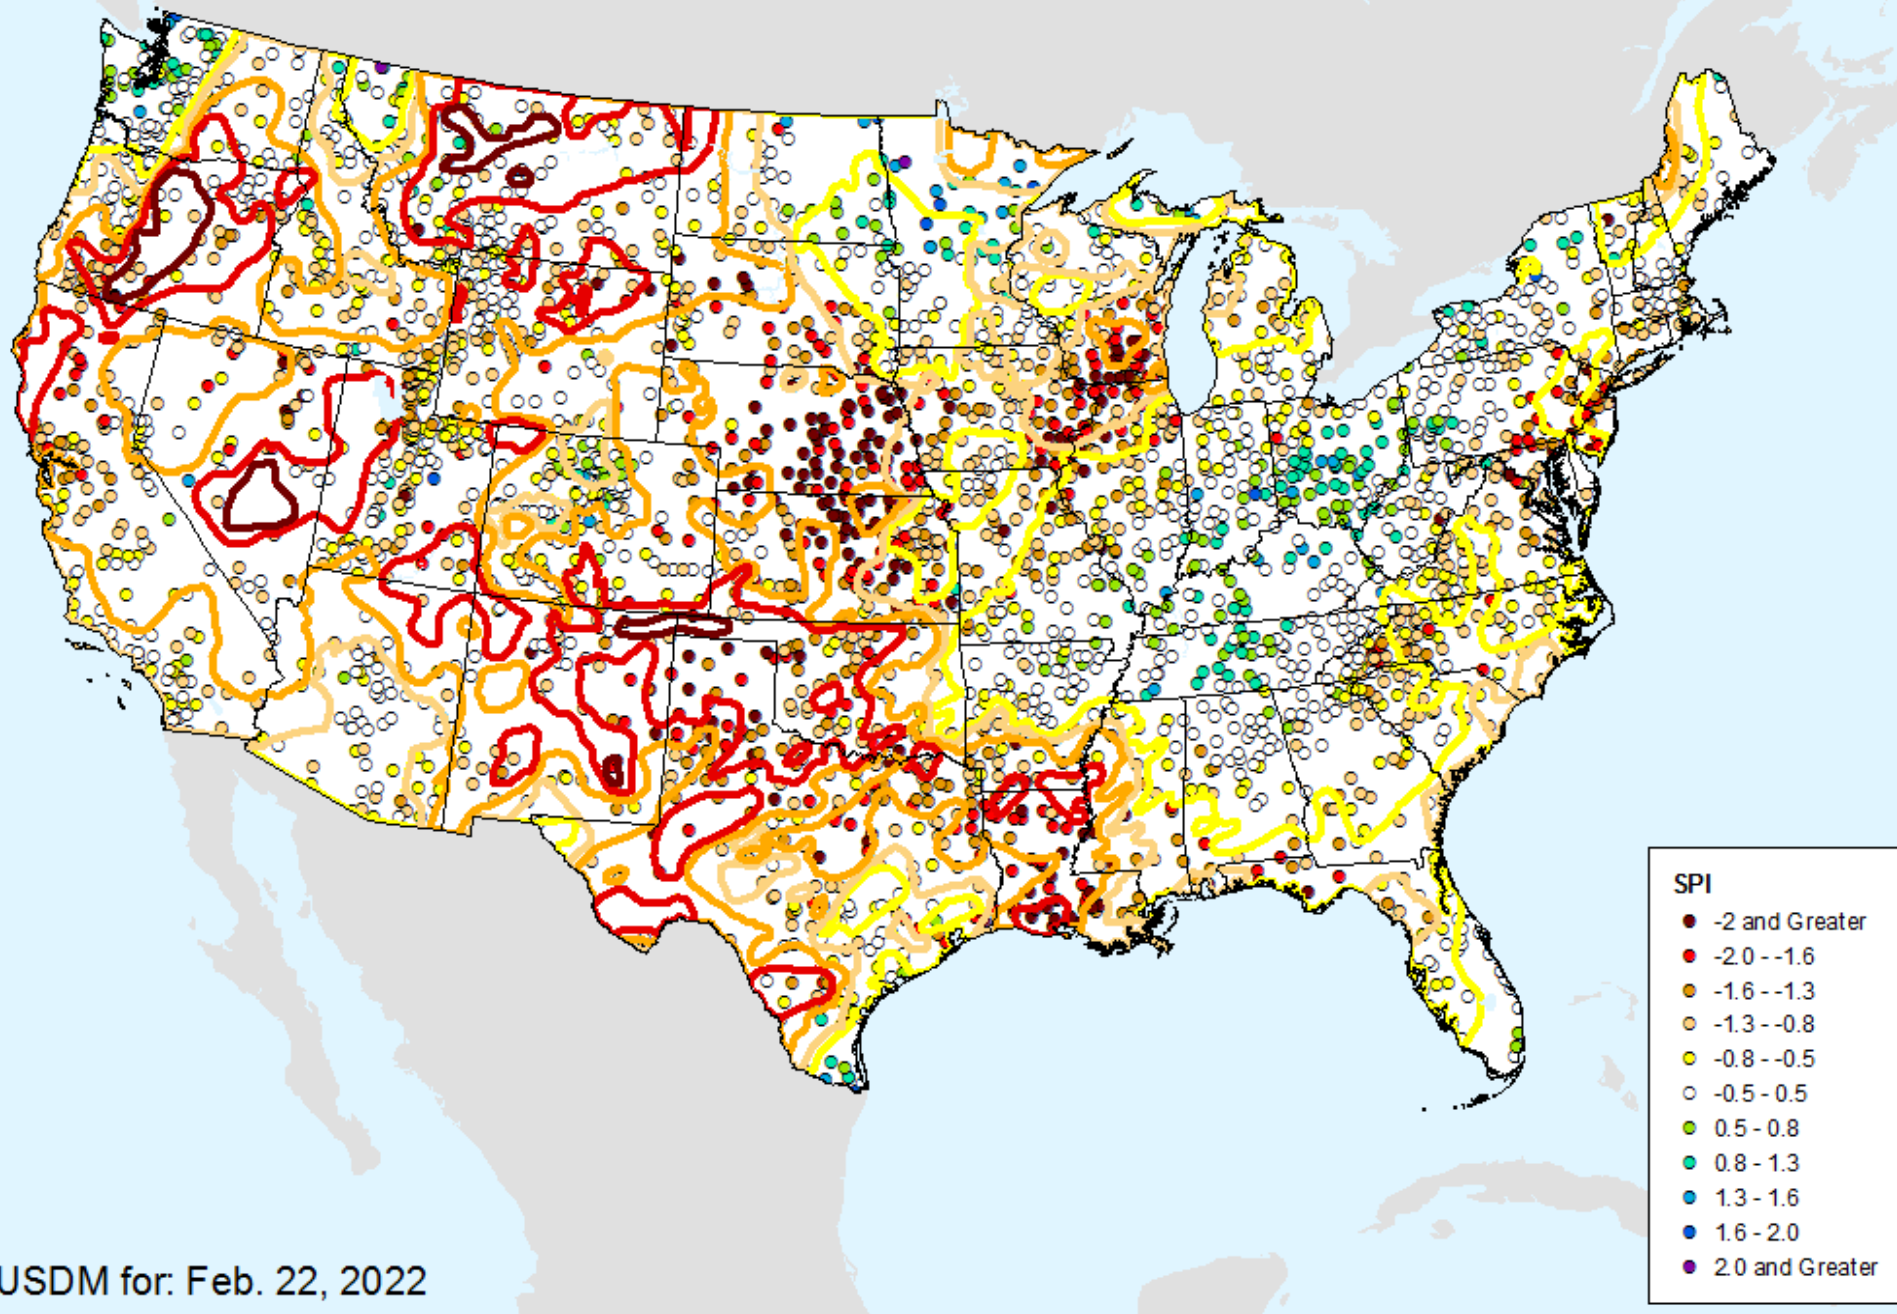 SPI
-2 and Greater
-2.0 - -1.6
-1.6 - -1.3
-1.3 - -0.8
-0.8 - -0.5
-0.5 - 0.5
0.5 - 0.8
0.8 - 1.3
1.3 - 1.6
1.6 - 2.0
2.0 and Greater
USDM for: Feb. 22, 2022